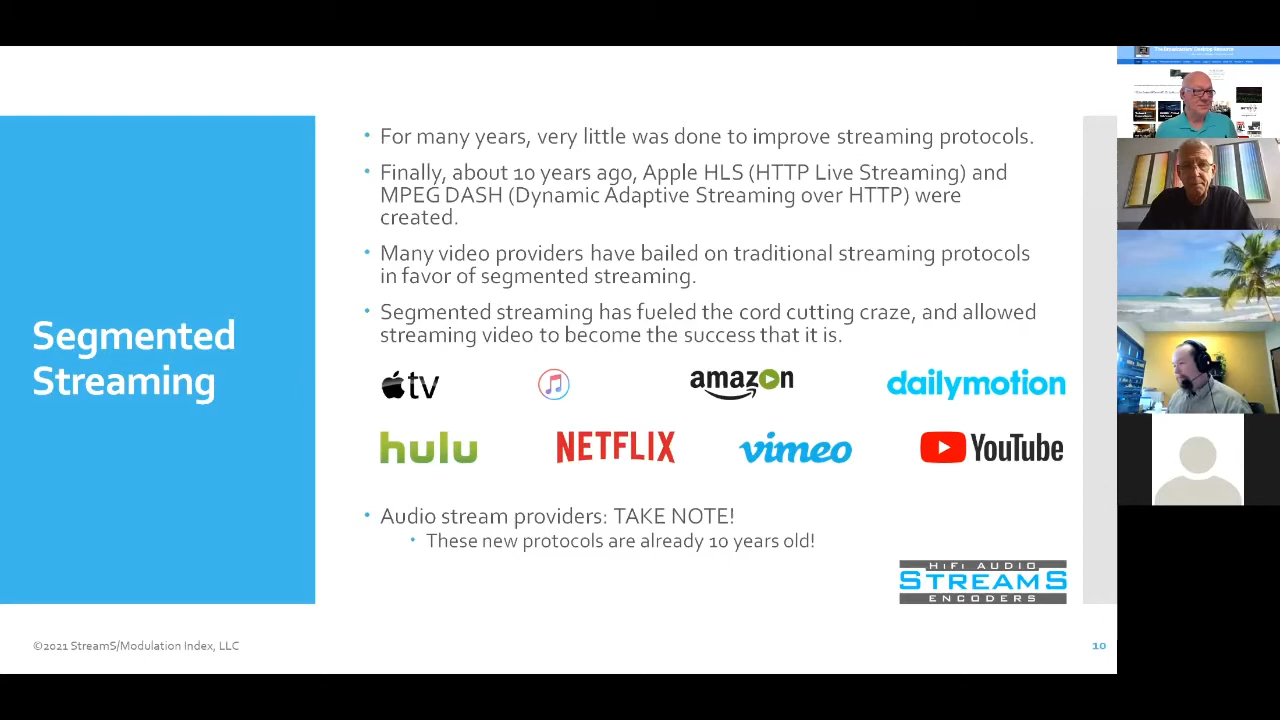 Segmented
Streaming
• For many years, very little was done to improve streaming protocols.
• Finally, about 10 years ago, Apple HLS (HTTP Live Streaming) and
MPEG DASH (Dynamic Adaptive Streaming over HTTP) were
created.
• Many video providers have bailed on traditional streaming protocols
in favor of segmented streaming.
• Segmented streaming has fueled the cord cutting craze, and allowed
streaming video to become the success that it is.
tv
amazon
dailymotion
hulu
NETFLIX
vimeo
YouTube
• Audio stream providers: TAKE NOTE!
• These new protocols are already 10 years old!
HiFi AUDIO
STREAMS
ENCODERS
©2021 StreamS/Modulation Index, LLC
10
The Broadcasters' Desktop Resource